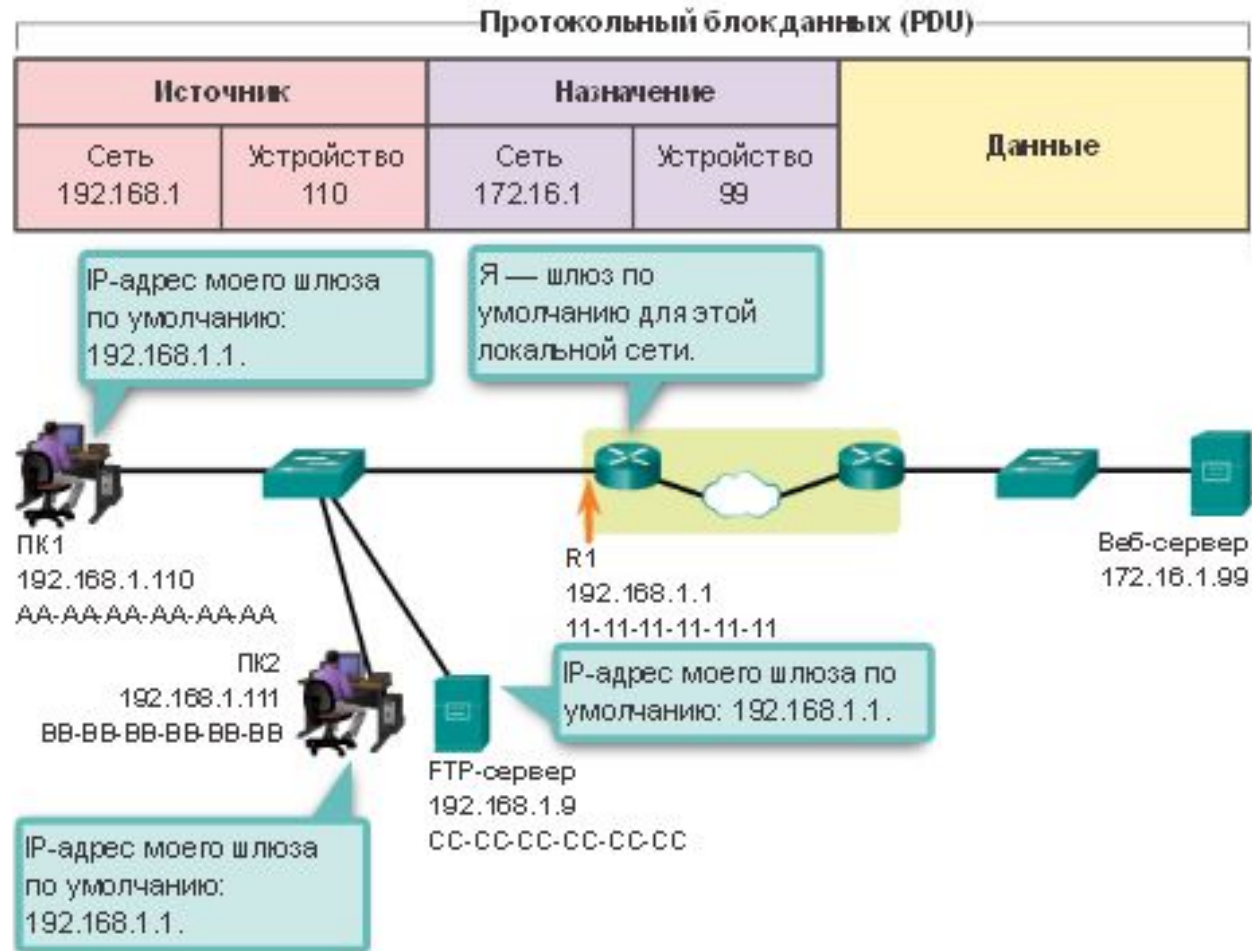 Протокольный блок данных (PDU)
Источник
Назначение
Данные
Сеть
192.168.1
Устройство
110
Сеть
172.16.1
Устройство
99
IP-адрес моего шлюза
по умолчанию:
192.168.1.1.
Я — шлюз по
умолчанию для этой
локальной сети.
ПК1
192.168.1.110
AA-AA-AA-AA-AA-AA
R1
192.168.1.1
11-11-11-11-11-11
Веб-сервер
172.16.1.99
ПК2
192.168.1.111
BB-BB-BB-BB-BB-BB
IP-адрес моего шлюза по
умолчанию: 192.168.1.1.
FTP-сервер
192.168.1.9
CC-CC-CC-CC-CC-CC
IP-адрес моего шлюза
по умолчанию:
192.168.1.1.